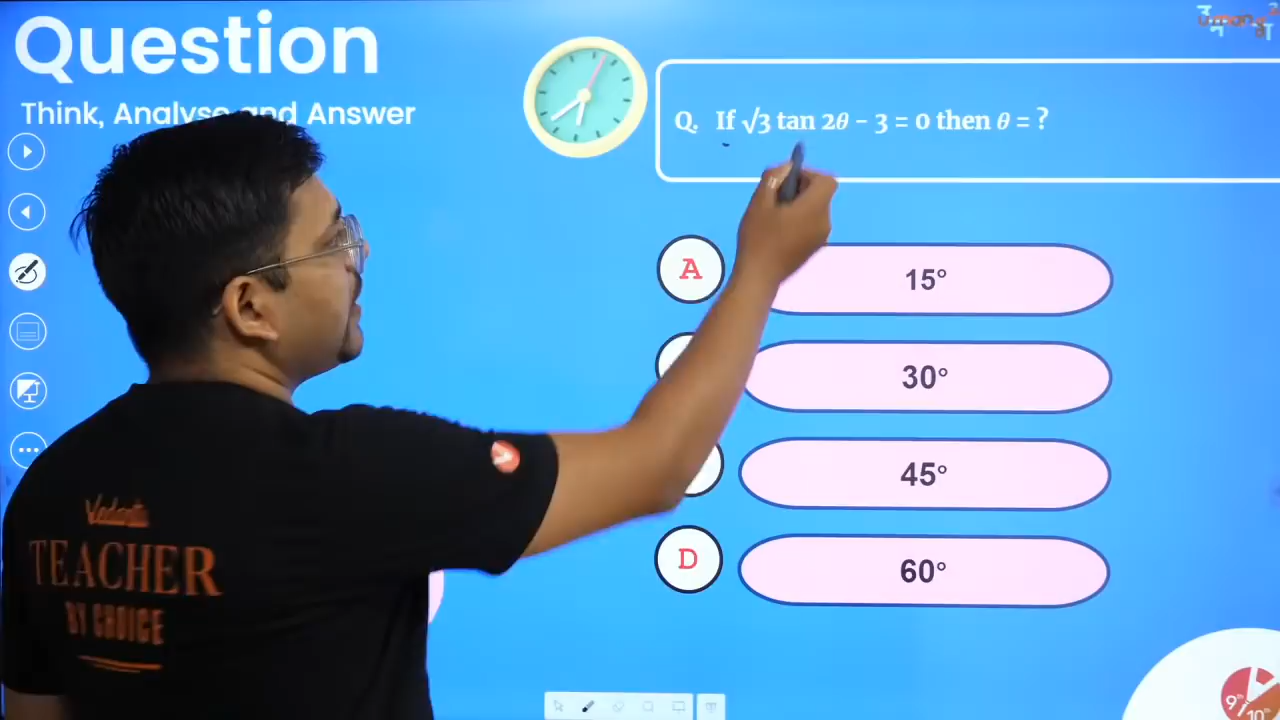 Question
Think, Analyse and Answer
Q. If √3 tan 2θ - 3 = 0 then θ = ?
A
15°
30°
45°
D
60°
Vedantu
TEACHER
BY CHOICE
9th
10th